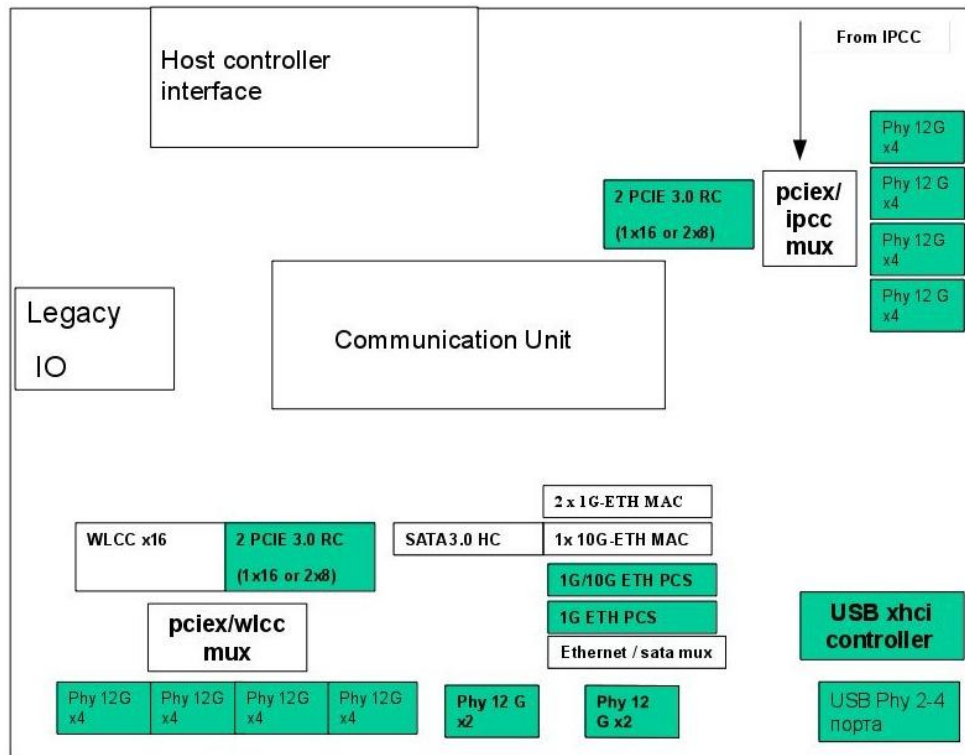 Host controller
interface
From IPCC
Phy 12G
x4
Phy 12 G
x4
Phy 12G
x4
Phy 12 G
x4
2 PCIE 3.0 RC
(1x16 or 2x8)
pciex/
ipcc
mux
Legacy
IO
Communication Unit
2 x 1G-ETH MAC
WLCC x16
2 PCIE 3.0 RC
(1x16 or 2x8)
SATA3.0 HC
1x 10G-ETH MAC
1G/10G ETH PCS
1G ETH PCS
Ethernet / sata mux
pciex/wlcc
mux
USB xhci
controller
Phy 12G
x4
Phy 12G
x4
Phy 12G
x4
Phy 12G
x4
Phy 12 G
x2
Phy 12
G x2
USB Phy 2-4
порта